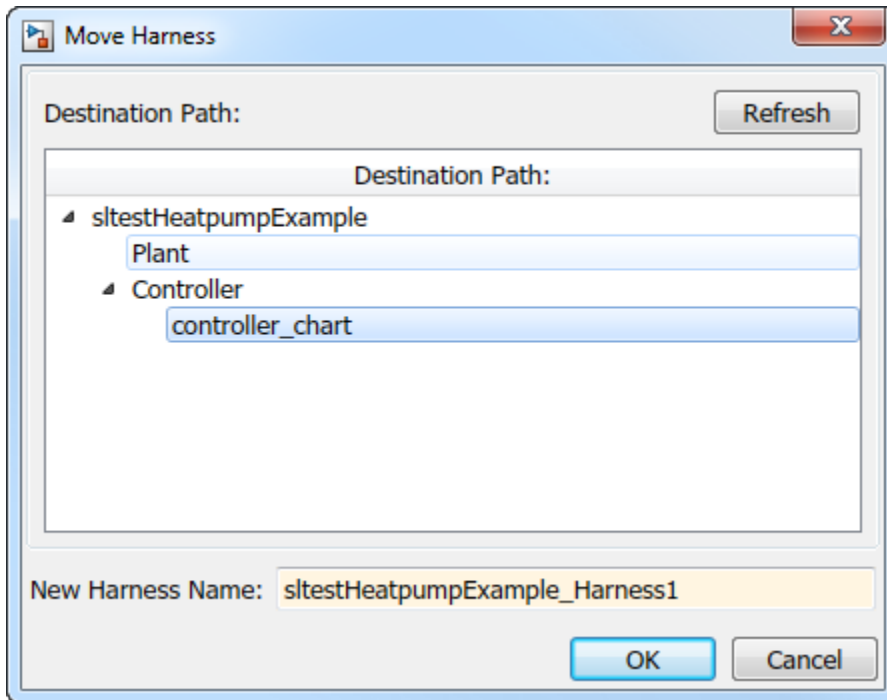 Move Harness
Destination Path:
Refresh
Destination Path:
sltestHeatpumpExample
Plant
Controller
controller_chart
New Harness Name: sltestHeatpumpExample_Harness1
OK Cancel